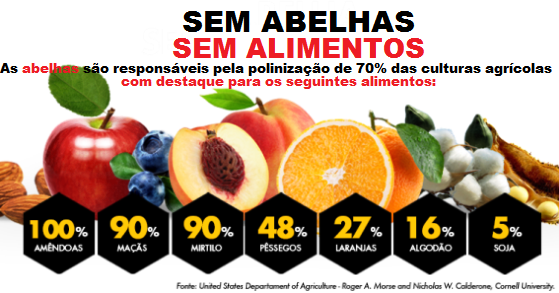 SEM ABELHAS
SEM ALIMENTOS
As abelhas são responsáveis pela polinização de 70% das culturas agrícolas
com destaque para os seguintes alimentos:
100%
AMÊNDOAS
90%
MAÇÃS
90%
MIRTILO
48%
PÊSSEGOS
27%
LARANJAS
16%
ALGODÃO
5%
SOJA
Fonte: United States Departament of Agriculture - Roger A. Morse and Nicholas W. Calderone, Cornell University.